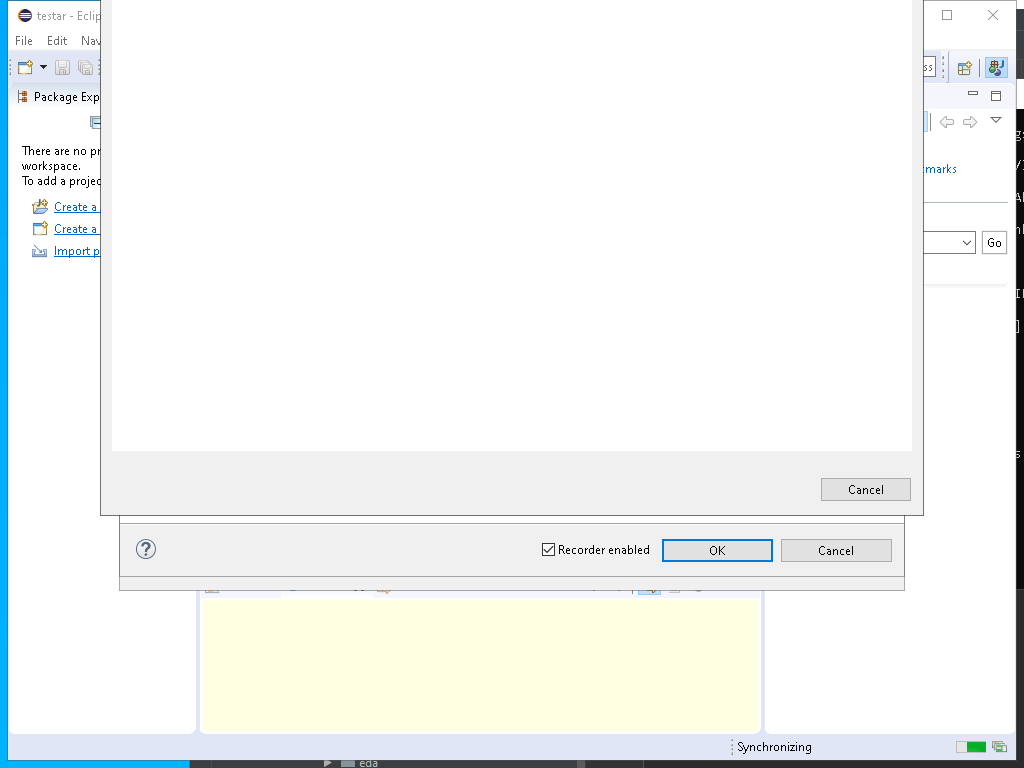 testar - Eclip
File Edit Nav
ss
Package Exp
There are no pr
workspace.
To add a projec
marks
Create a
Create a
Import p
Go
Cancel
Recorder enabled
OK
Cancel
Synchronizing
eda